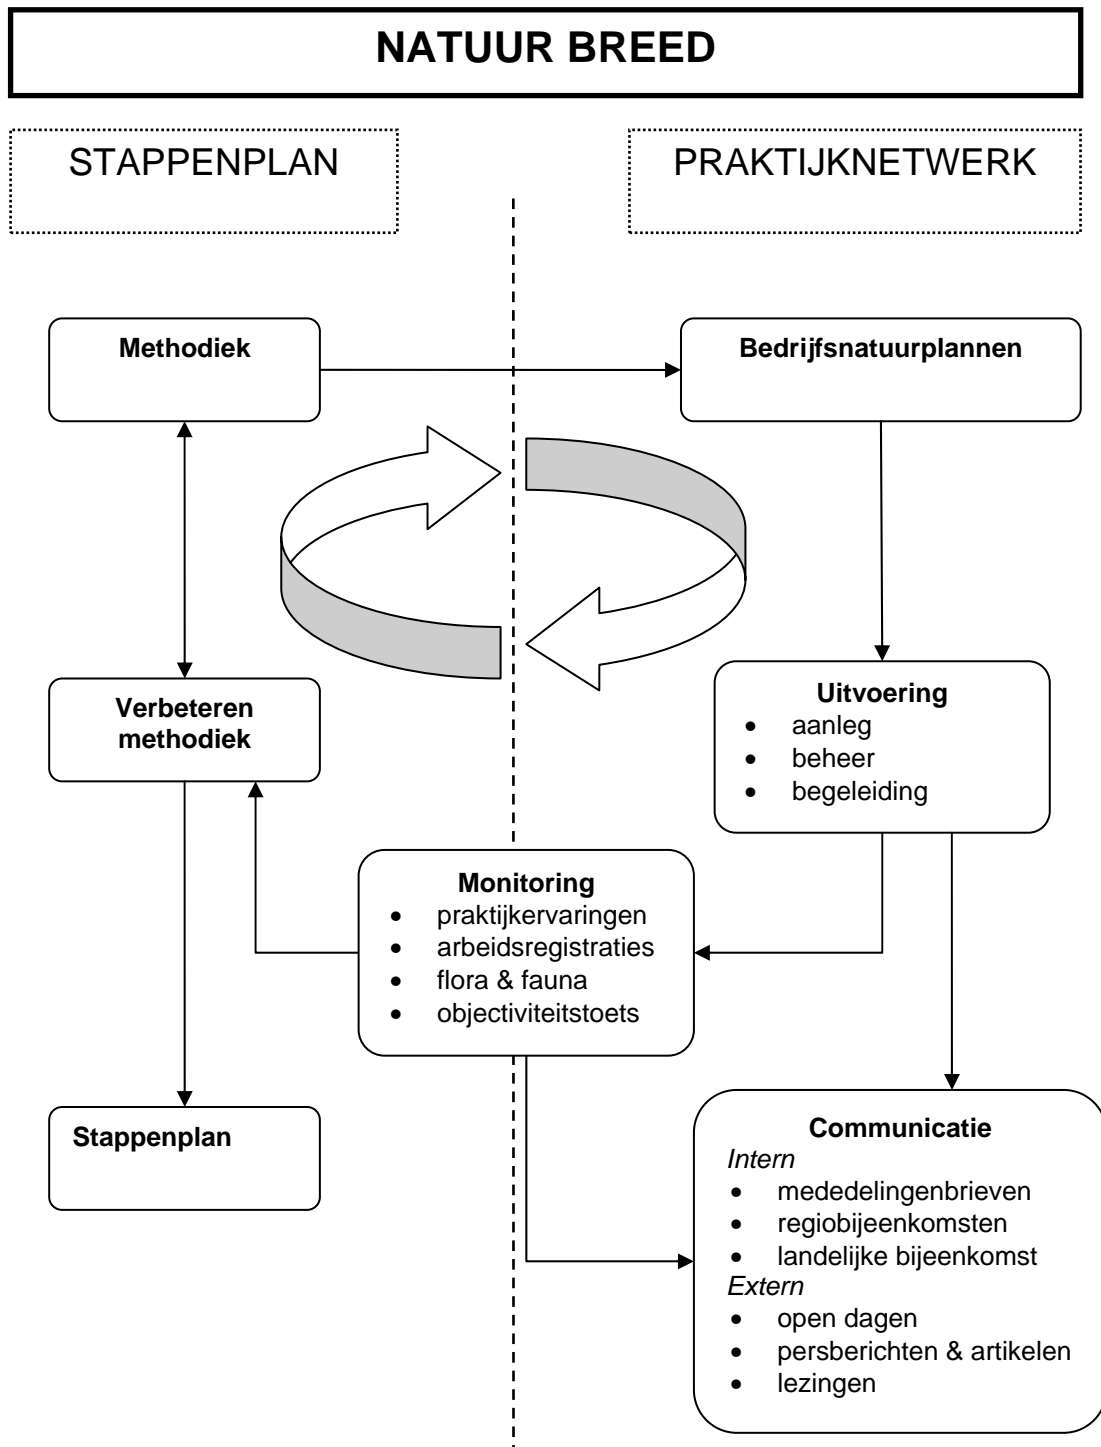 NATUUR BREED
STAPPENPLAN
PRAKTIJKNETWERK
Methodiek
Bedrijfsnatuurplannen
Verbeteren
methodiek
Uitvoering
• aanleg
• beheer
• begeleiding
Monitoring
• praktijkervaringen
• arbeidsregistraties
• flora & fauna
• objectiviteitstoets
Stappenplan
Communicatie
Intern
• mededelingenbrieven
• regiobijeenkomsten
• landelijke bijeenkomst
Extern
• open dagen
• persberichten & artikelen
• lezingen